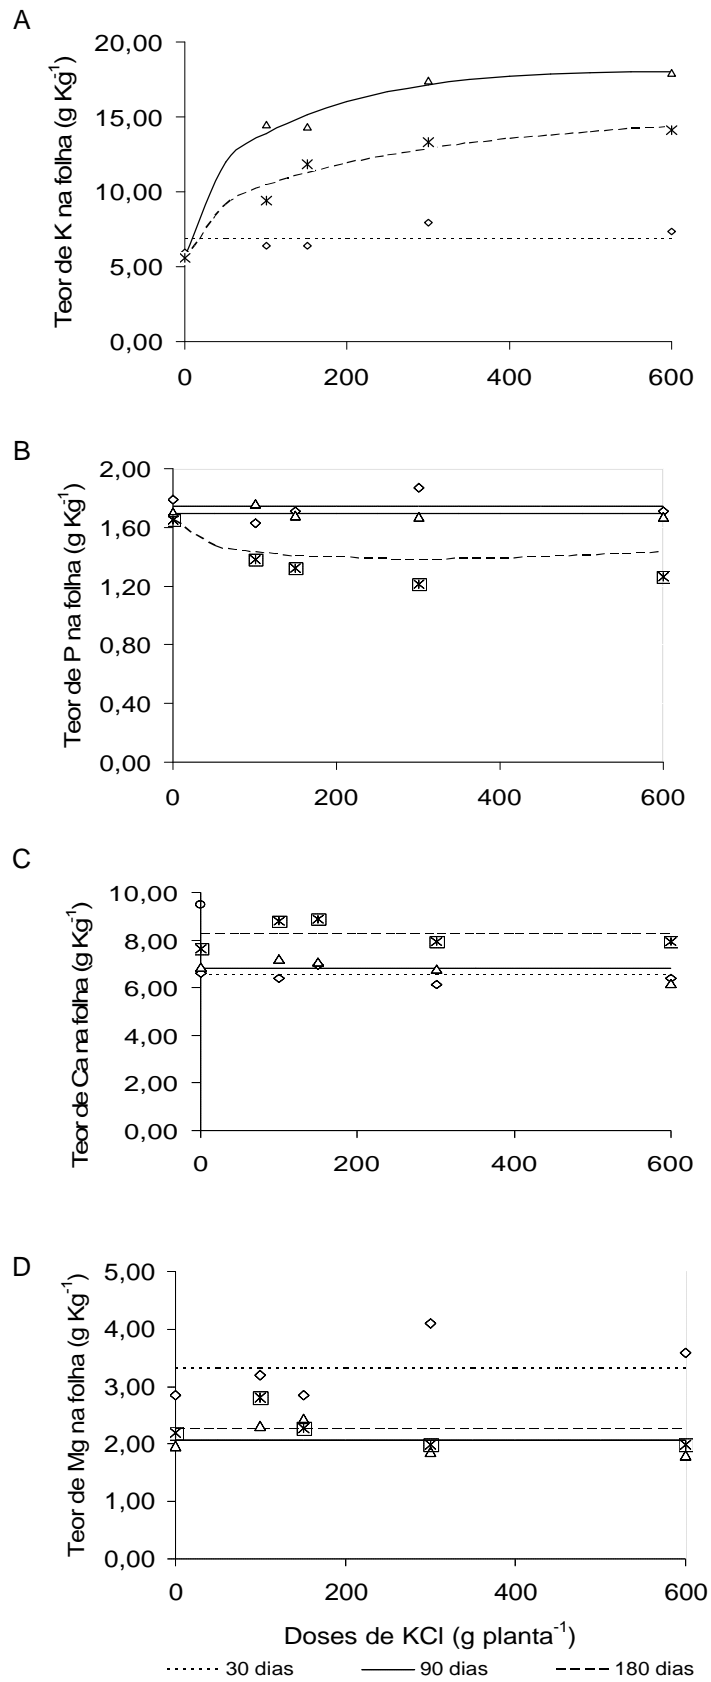 A
Teor de K na folha (g Kg-1)
20,00
15,00
10,00
5,00
0,00
0 200 400 600
B
Teor de P na folha (g Kg-1)
2,00
1,60
1,20
0,80
0,40
0,00
0 200 400 600
C
Teor de Ca na folha (g Kg-1)
10,00
8,00
6,00
4,00
2,00
0,00
0 200 400 600
D
Teor de Mg na folha (g Kg-1)
5,00
4,00
3,00
2,00
1,00
0,00
0 200 400 600
Doses de KCl (g planta-1)
30 dias 90 dias 180 dias